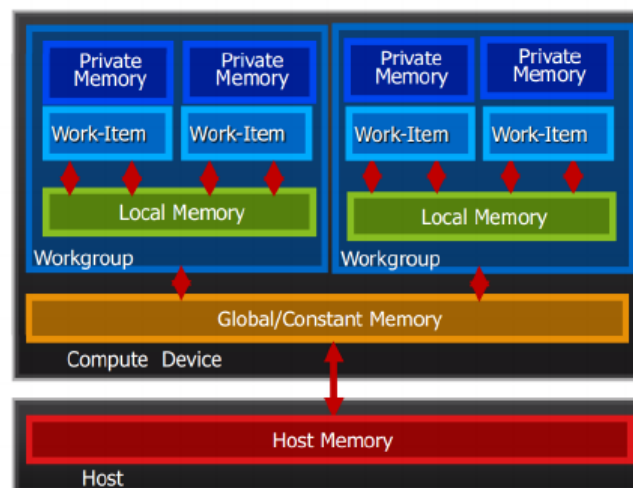 Private
Memory
Private
Memory
Private
Memory
Private
Memory
Work-Item
Work-Item
Work-Item
Work-Item
Local Memory
Local Memory
Workgroup
Workgroup
Global/Constant Memory
Compute Device
Host Memory
Host